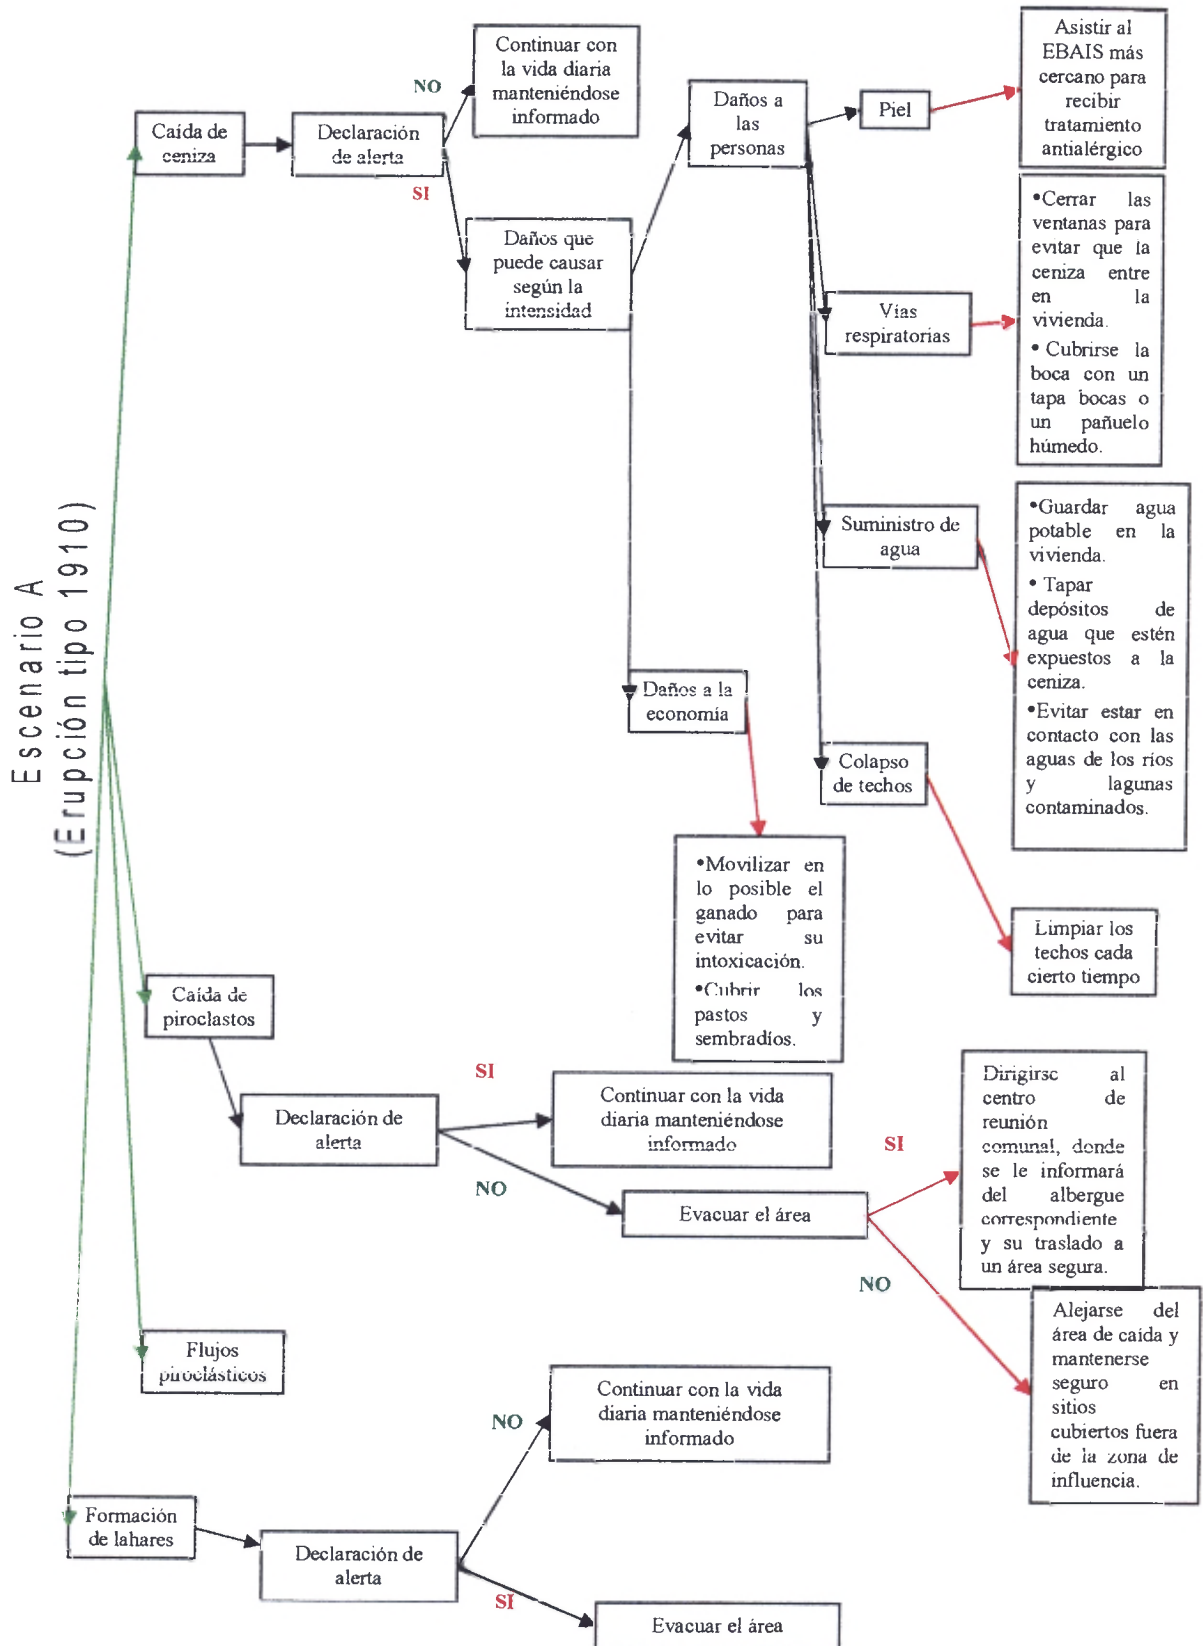 Escenario A
(Erupción tipo 1910)
Caída de
ceniza
Declaración
de alerta
NO
Continuar con
la vida diaria
manteniéndose
informado
SI
Daños que
puede causar
según la
intensidad
Daños a
las
personas
Piel
Asistir al
EBAIS más
cercano para
recibir
tratamiento
antialérgico
Vías
respiratorias
•Cerrar las
ventanas para
evitar que la
ceniza entre
en la
vivienda.
• Cubrirse la
boca con un
tapa bocas o
un pañuelo
húmedo.
Suministro de
agua
•Guardar agua
potable en la
vivienda.
• Tapar
depósitos de
agua que estén
expuestos a la
ceniza.
•Evitar estar en
contacto con las
aguas de los ríos
y lagunas
contaminados.
Colapso
de techos
Limpiar los
techos cada
cierto tiempo
Daños a la
economía
•Movilizar en
lo posible el
ganado para
evitar su
intoxicación.
•Cubrir los
pastos y
sembradíos.
Caída de
piroclastos
Declaración de
alerta
SI
Continuar con la vida
diaria manteniéndose
informado
NO
Evacuar el área
SI
Dirigirse al
centro de
reunión
comunal, donde
se le informará
del albergue
correspondiente
y su traslado a
un área segura.
NO
Alejarse del
área de caída y
mantenerse
seguro en
sitios
cubiertos fuera
de la zona de
influencia.
Flujos
piroclásticos
Formación
de lahares
Declaración de
alerta
NO
Continuar con la vida
diaria manteniéndose
informado
SI
Evacuar el área